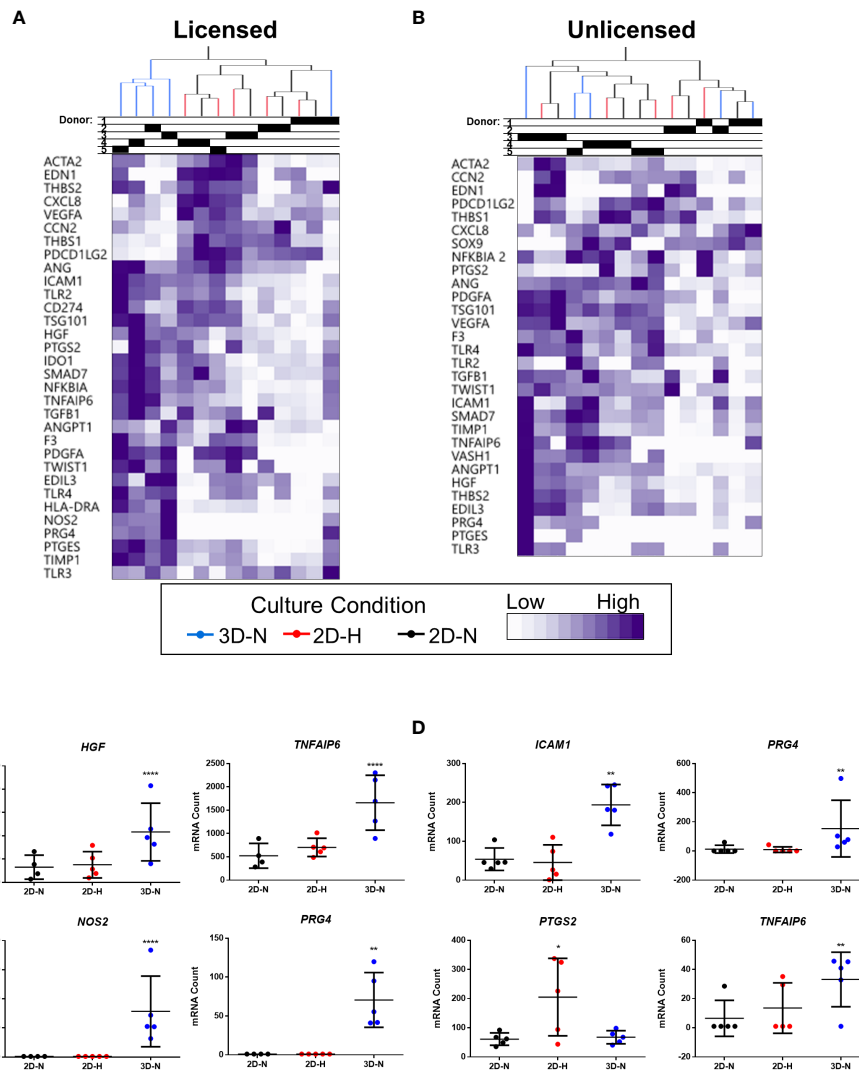 A
Licensed
Donor: 1
2
3
4
5
ACTA2
EDN1
THBS2
CXCL8
VEGFA
CCN2
THBS1
PDCD1LG2
ANG
ICAM1
TLR2
CD274
TSG101
HGF
PTGS2
IDO1
SMAD7
NFKBIA
TNFAIP6
TGFB1
ANGPT1
F3
PDGFA
TWIST1
EDIL3
TLR4
HLA-DRA
NOS2
PRG4
PTGES
TIMP1
TLR3
B
Unlicensed
Donor: 1
2
3
4
5
ACTA2
CCN2
EDN1
PDCD1LG2
THBS1
CXCL8
SOX9
NFKBIA 2
PTGS2
ANG
PDGFA
TSG101
VEGFA
F3
TLR4
TLR2
TGFB1
TWIST1
ICAM1
SMAD7
TIMP1
TNFAIP6
VASH1
ANGPT1
HGF
THBS2
EDIL3
PRG4
PTGES
TLR3
Culture Condition
3D-N 2D-H 2D-N
Low High
HGF
****
2D-N 2D-H 3D-N
TNFAIP6
mRNA Count
2500
2000
1500
1000
500
0
****
2D-N 2D-H 3D-N
NOS2
****
2D-N 2D-H 3D-N
PRG4
mRNA Count
150
100
50
0
**
2D-N 2D-H 3D-N
D
ICAM1
mRNA Count
300
200
100
0
**
2D-N 2D-H 3D-N
PRG4
mRNA Count
600
400
200
0
-200
**
2D-N 2D-H 3D-N
PTGS2
mRNA Count
400
300
200
100
0
*
2D-N 2D-H 3D-N
TNFAIP6
mRNA Count
60
40
20
0
-20
**
2D-N 2D-H 3D-N